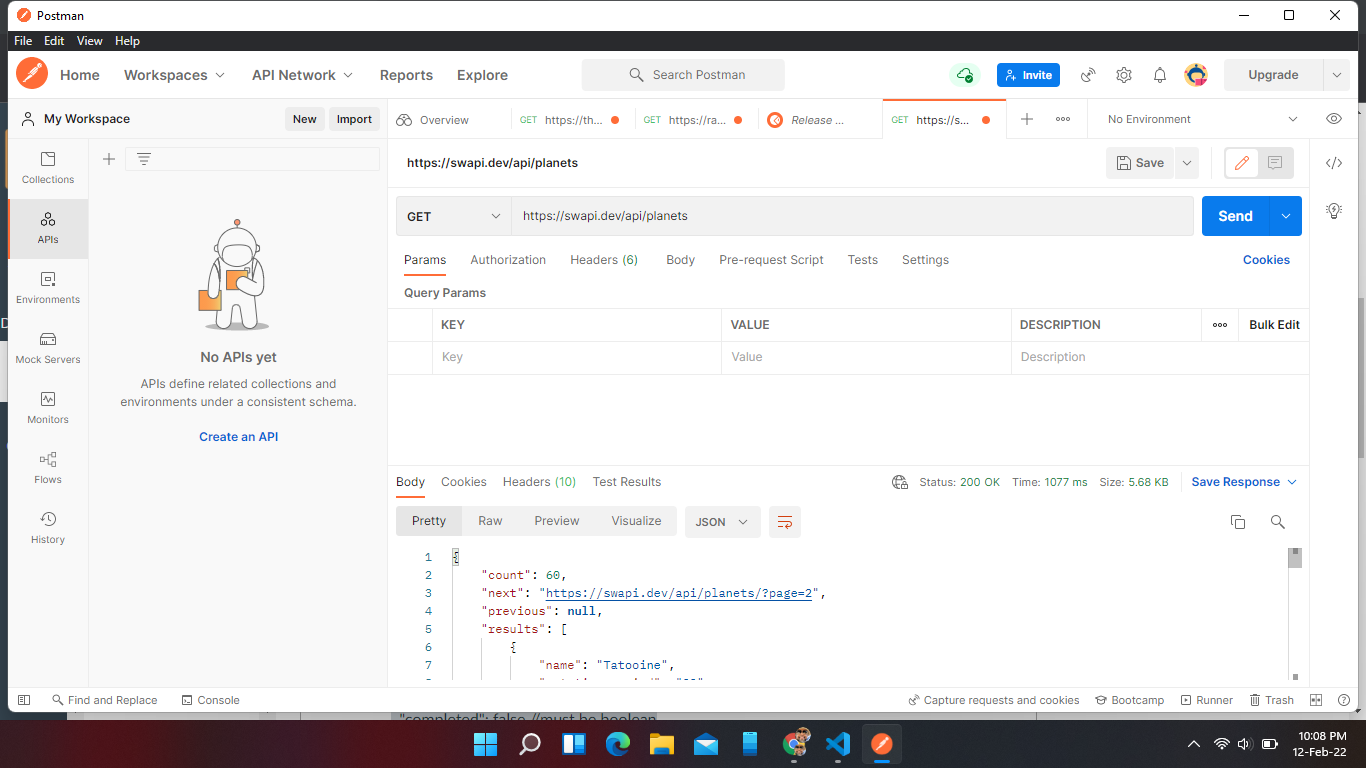 Postman
File Edit View Help
Home Workspaces API Network Reports Explore Search Postman Invite Upgrade
My Workspace New Import Overview GET https://th... GET https://ra... Release ... GET https://s... No Environment
Collections
APIs
Environments
Mock Servers
Monitors
Flows
History
No APIs yet
APIs define related collections and
environments under a consistent schema.
Create an API
https://swapi.dev/api/planets Save
GET https://swapi.dev/api/planets Send
Params Authorization Headers (6) Body Pre-request Script Tests Settings Cookies
Query Params
KEY VALUE DESCRIPTION Bulk Edit
Key Value Description
Body Cookies Headers (10) Test Results Status: 200 OK Time: 1077 ms Size: 5.68 KB Save Response
Pretty Raw Preview Visualize JSON
1 {
2 "count": 60,
3 "next": "https://swapi.dev/api/planets/?page=2",
4 "previous": null,
5 "results": [
6 {
7 "name": "Tatooine",
Find and Replace Console Capture requests and cookies Bootcamp Runner Trash
"completed": false //must be boolean
10:08 PM
12-Feb-22